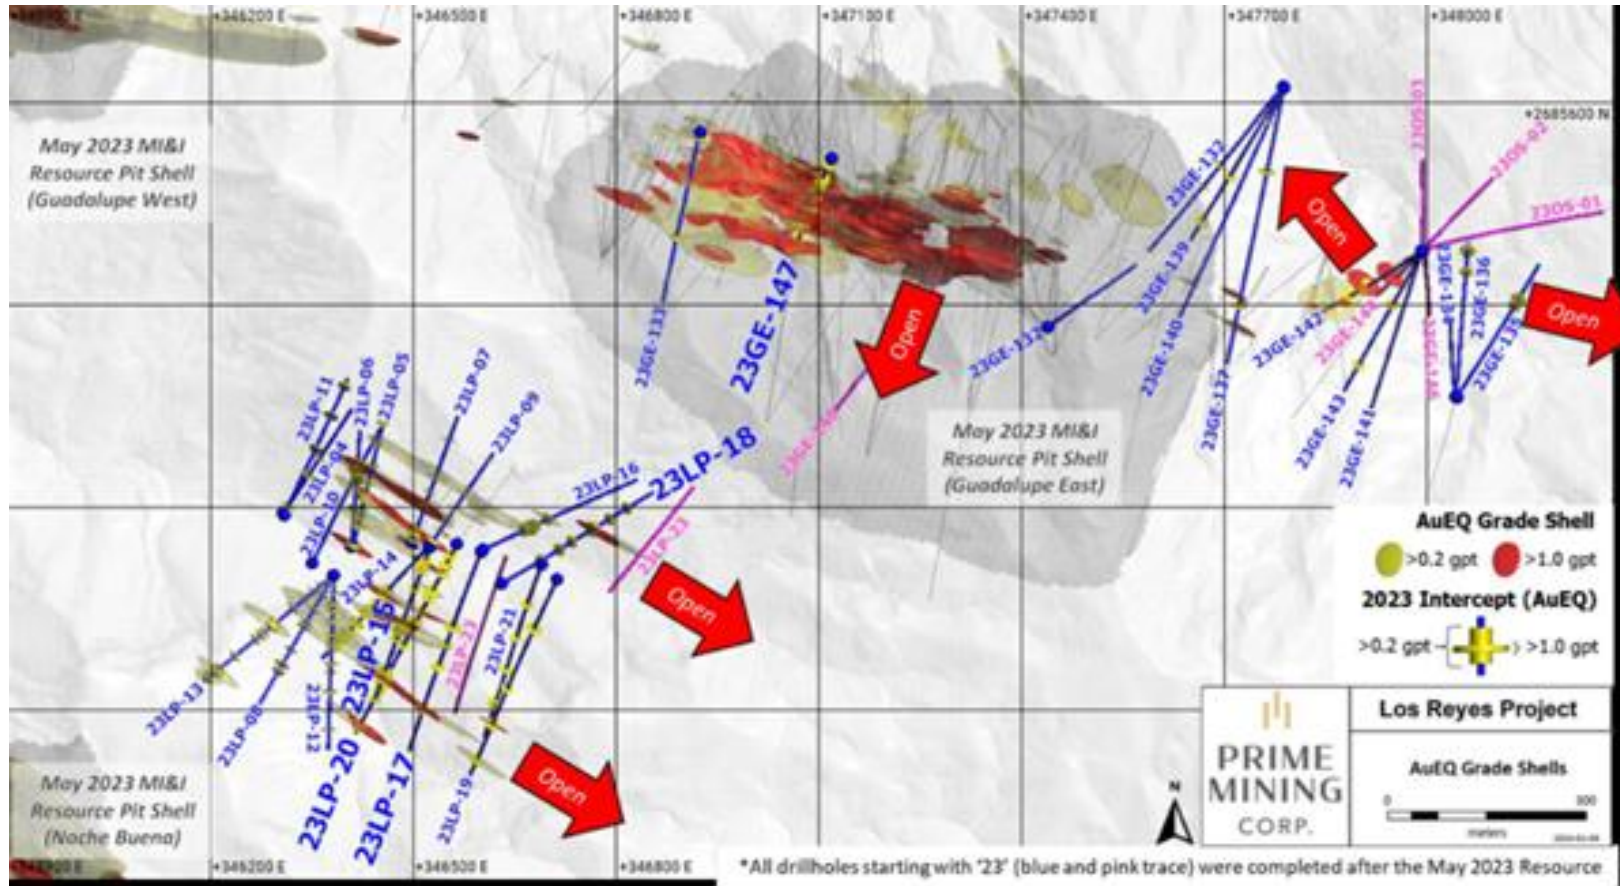 +346200 E
+346500 E
+346800 E
+347100 E
+347400 E
+347700 E
+348000 E
+2685600 N
May 2023 MI&I
Resource Pit Shell
(Guadalupe West)
23GE-133
23GE-147
Open
23GE-132
23GE-132
23GE-139
23GE-140
23GE-137
Open
23OS-03
23OS-02
23OS-01
23GE-142
23GE-143
23GE-141
23GE-136
23GE-135
Open
May 2023 MI&I
Resource Pit Shell
(Guadalupe East)
23LP-11
23LP-06
23LP-05
23LP-04
23LP-10
23LP-07
23LP-09
23LP-14
23LP-16
23LP-18
23LP-23
Open
23LP-13
23LP-08
23LP-12
23LP-15
23LP-20
23LP-17
23LP-23
23LP-21
23LP-19
Open
May 2023 MI&I
Resource Pit Shell
(Noche Buena)
AuEQ Grade Shell
>0.2 gpt
>1.0 gpt
2023 Intercept (AuEQ)
>0.2 gpt
>1.0 gpt
N
PRIME
MINING
CORP.
Los Reyes Project
AuEQ Grade Shells
0 300
meters
+346200 E
+346500 E
+346800 E
*All drillholes starting with '23' (blue and pink trace) were completed after the May 2023 Resource